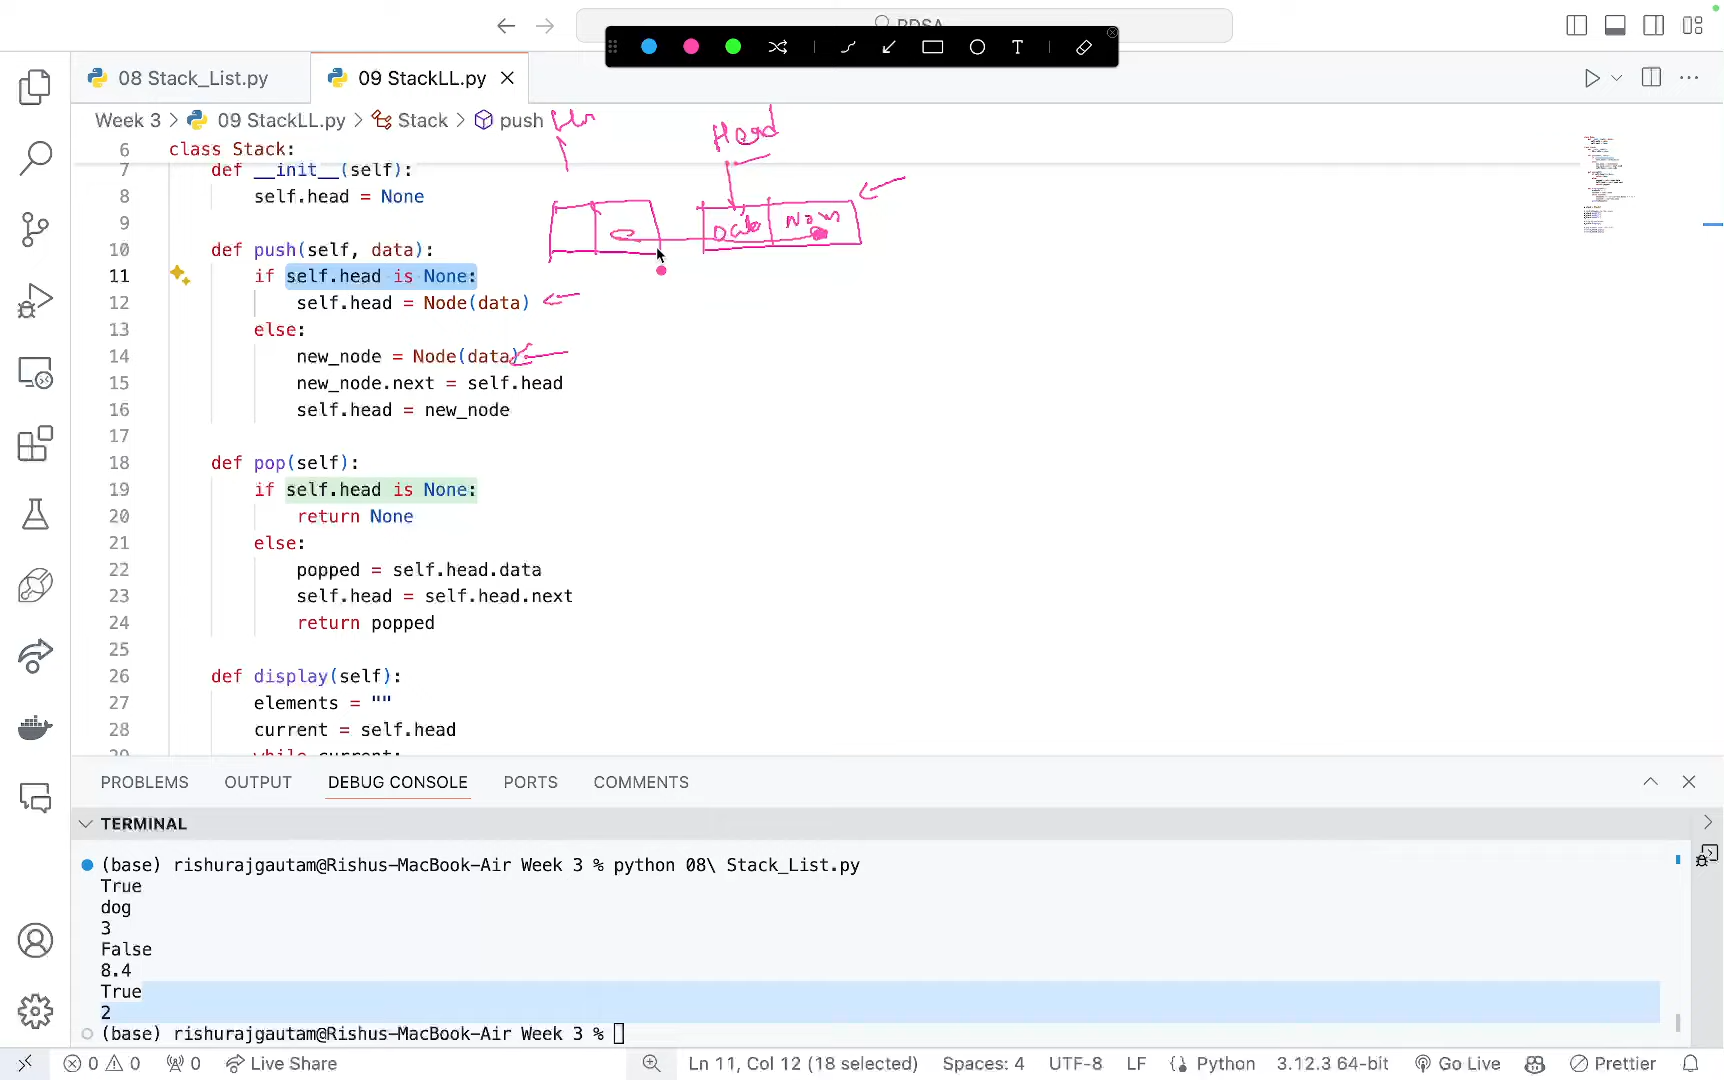 RDSA
T
08 Stack_List.py
09 StackLL.py
Week 3 > 09 StackLL.py > Stack > push
Head
6 class Stack:
7 def __init__(self):
8 self.head = None
9
Data
10 def push(self, data):
11 if self.head is None:
12 self.head = Node(data)
13 else:
14 new_node = Node(data)
15 new_node.next = self.head
16 self.head = new_node
17
18 def pop(self):
19 if self.head is None:
20 return None
21 else:
22 popped = self.head.data
23 self.head = self.head.next
24 return popped
25
26 def display(self):
27 elements = ""
28 current = self.head
29 while current:
PROBLEMS OUTPUT DEBUG CONSOLE PORTS COMMENTS
TERMINAL
(base) rishurajgautam@Rishus-MacBook-Air Week 3 % python 08\ Stack_List.py
True
dog
3
False
8.4
True
2
(base) rishurajgautam@Rishus-MacBook-Air Week 3 %
0 0 0 Live Share Ln 11, Col 12 (18 selected) Spaces: 4 UTF-8 LF Python 3.12.3 64-bit Go Live Prettier